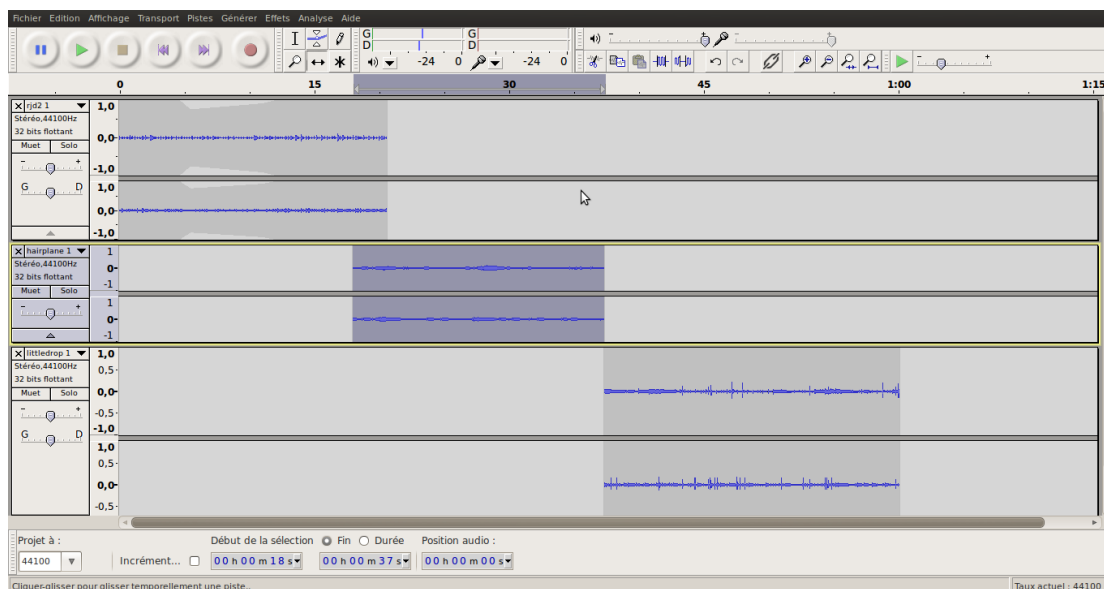 Fichier Edition Affichage Transport Pistes Générer Effets Analyse Aide
G G
D D
-24 0 -24 0
0 15 30 45 1:00 1:15
rjd2 1
Stéréo,44100Hz
32 bits flottant
Muet Solo
- +
G D
1,0
0,0
-1,0
1,0
0,0
-1,0
hairplane 1
Stéréo,44100Hz
32 bits flottant
Muet Solo
- +
1
0
-1
1
0
-1
littledrop 1
Stéréo,44100Hz
32 bits flottant
Muet Solo
- +
G D
1,0
0,5
0,0
-0,5
-1,0
1,0
0,5
0,0
-0,5
Projet à : Début de la sélection Fin Durée Position audio :
44100 Incrément... 00 h 00 m 18 s 00 h 00 m 37 s 00 h 00 m 00 s
Cliquer-glisser pour glisser temporellement une piste.. Taux actuel : 44100